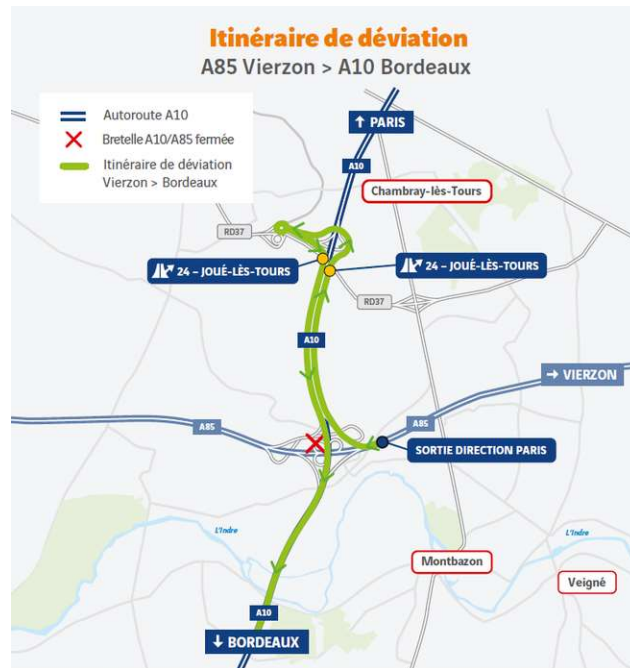 Itinéraire de déviation
A85 Vierzon > A10 Bordeaux
Autoroute A10
Bretelle A10/A85 fermée
Itinéraire de déviation
Vierzon > Bordeaux
↑ PARIS
A10
Chambray-lès-Tours
RD37
24 – JOUÉ-LÈS-TOURS
24 – JOUÉ-LÈS-TOURS
RD37
A10
→ VIERZON
A85
A85
SORTIE DIRECTION PARIS
L'Indre
L'Indre
Montbazon
Veigné
A10
↓ BORDEAUX